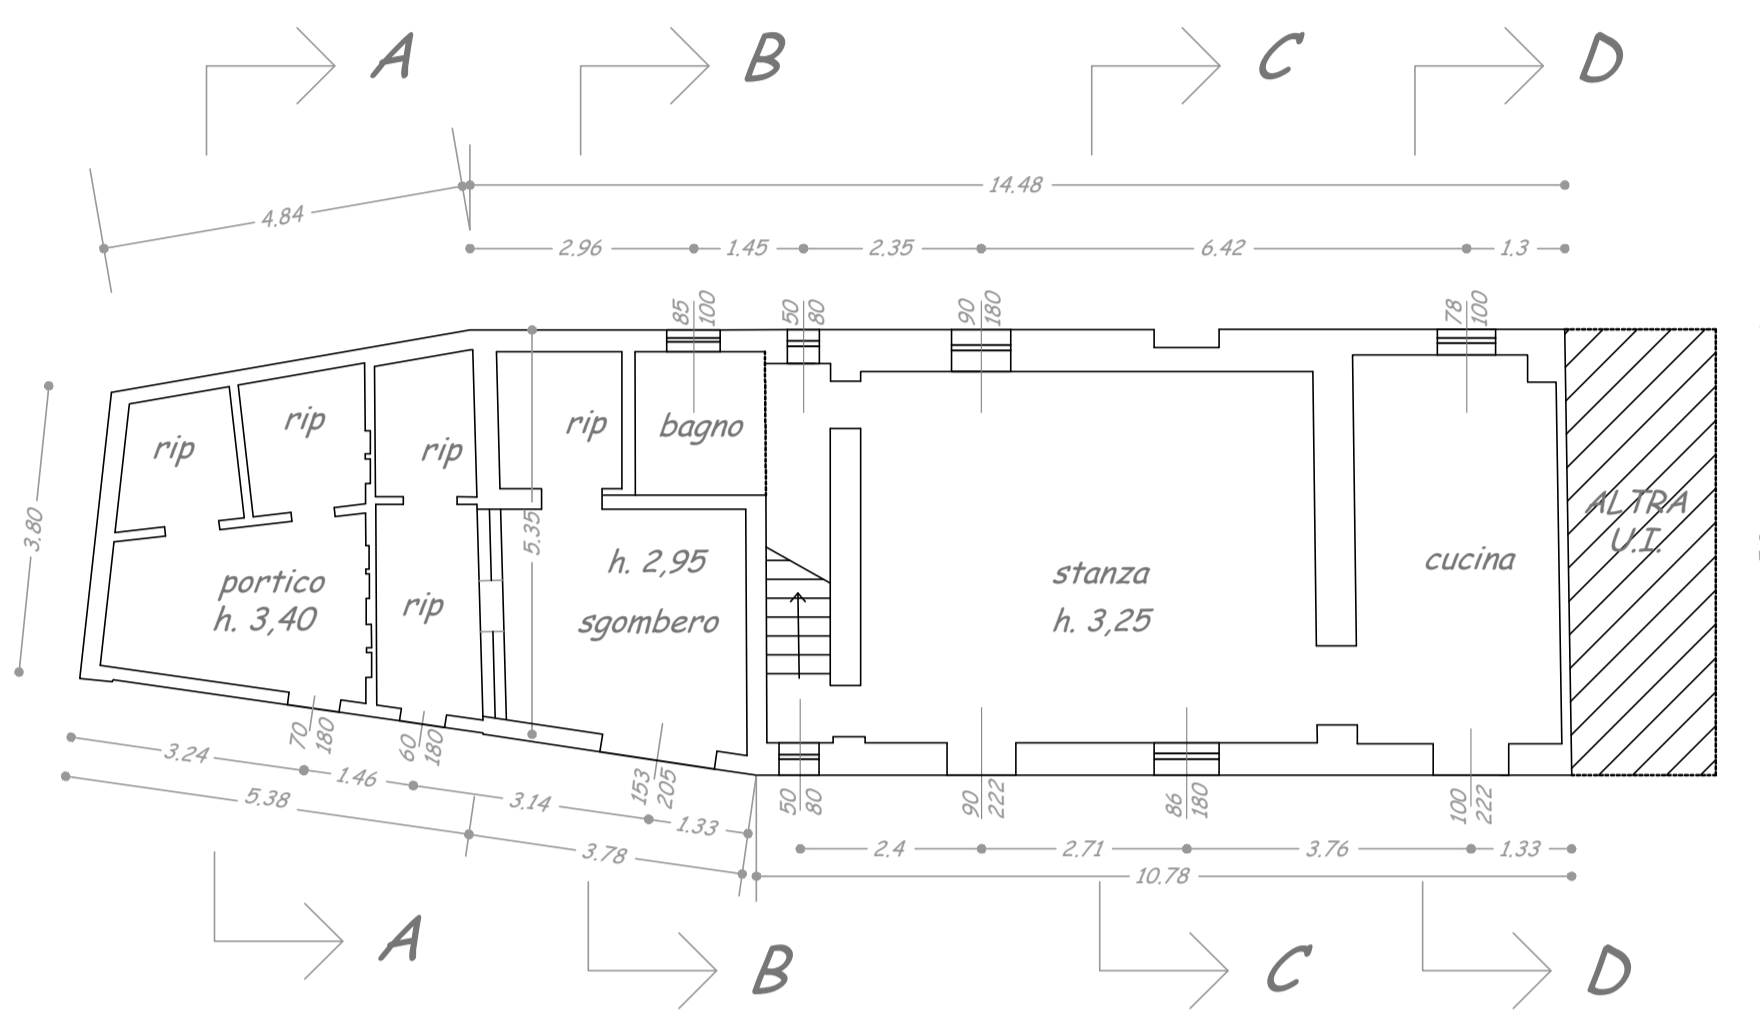 A
B
C
D
14.48
4.84
2.96
1.45
2.35
6.42
1.3
85
100
50
80
90
180
78
100
3.80
rip
rip
rip
rip
bagno
5.35
ALTRA
U.I.
portico
h. 3,40
rip
h. 2,95
sgombero
stanza
h. 3,25
cucina
70
180
60
180
153
205
50
80
90
222
86
180
100
222
3.24
1.46
3.14
1.33
5.38
3.78
2.4
2.71
3.76
1.33
10.78
A
B
C
D